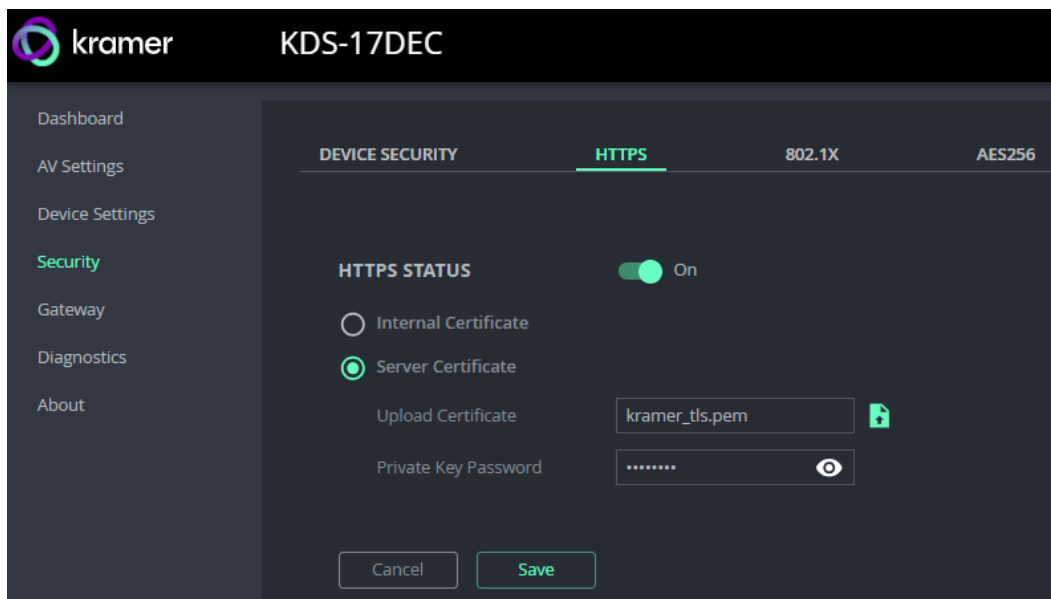 kramer
KDS-17DEC
Dashboard
AV Settings
Device Settings
Security
Gateway
Diagnostics
About
DEVICE SECURITY
HTTPS
802.1X
AES256
HTTPS STATUS
On
Internal Certificate
Server Certificate
Upload Certificate
kramer_tls.pem
Private Key Password
••••••••
Cancel
Save